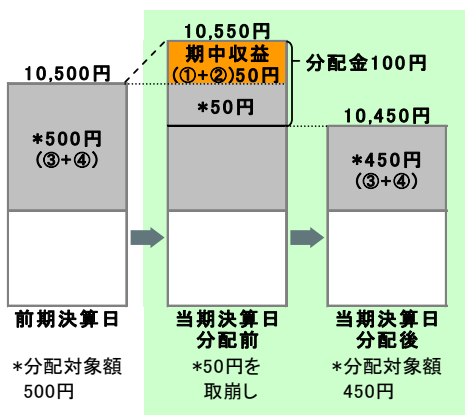 10,550円
期中収益
(①+②)50円
分配金100円
10,500円
*50円
10,450円
*500円
(③+④)
*450円
(③+④)
前期決算日
当期決算日
分配前
当期決算日
分配後
*分配対象額
500円
*50円を
取崩し
*分配対象額
450円